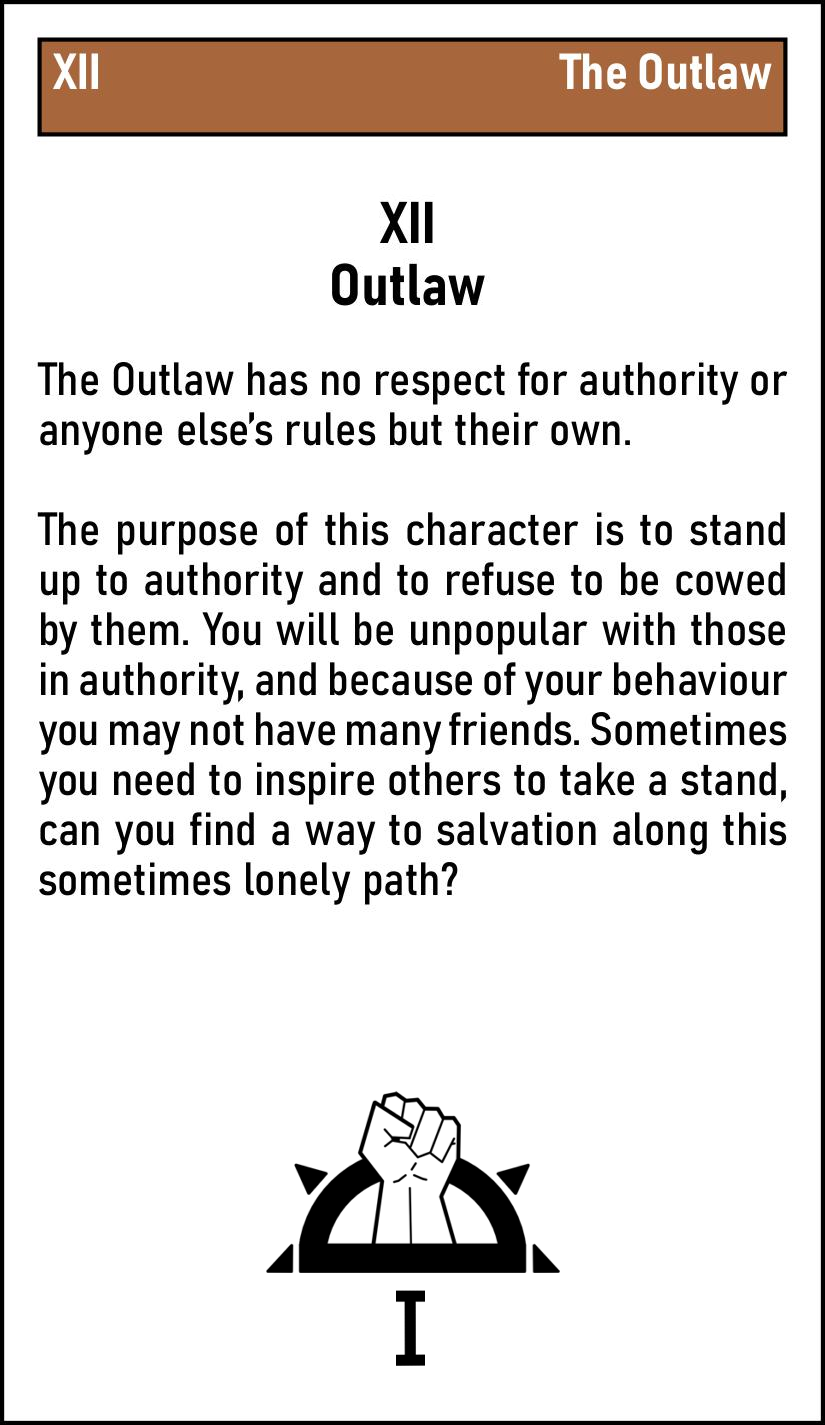 XII The Outlaw
XII
Outlaw
The Outlaw has no respect for authority or
anyone else’s rules but their own.
The purpose of this character is to stand
up to authority and to refuse to be cowed
by them. You will be unpopular with those
in authority, and because of your behaviour
you may not have many friends. Sometimes
you need to inspire others to take a stand,
can you find a way to salvation along this
sometimes lonely path?
I